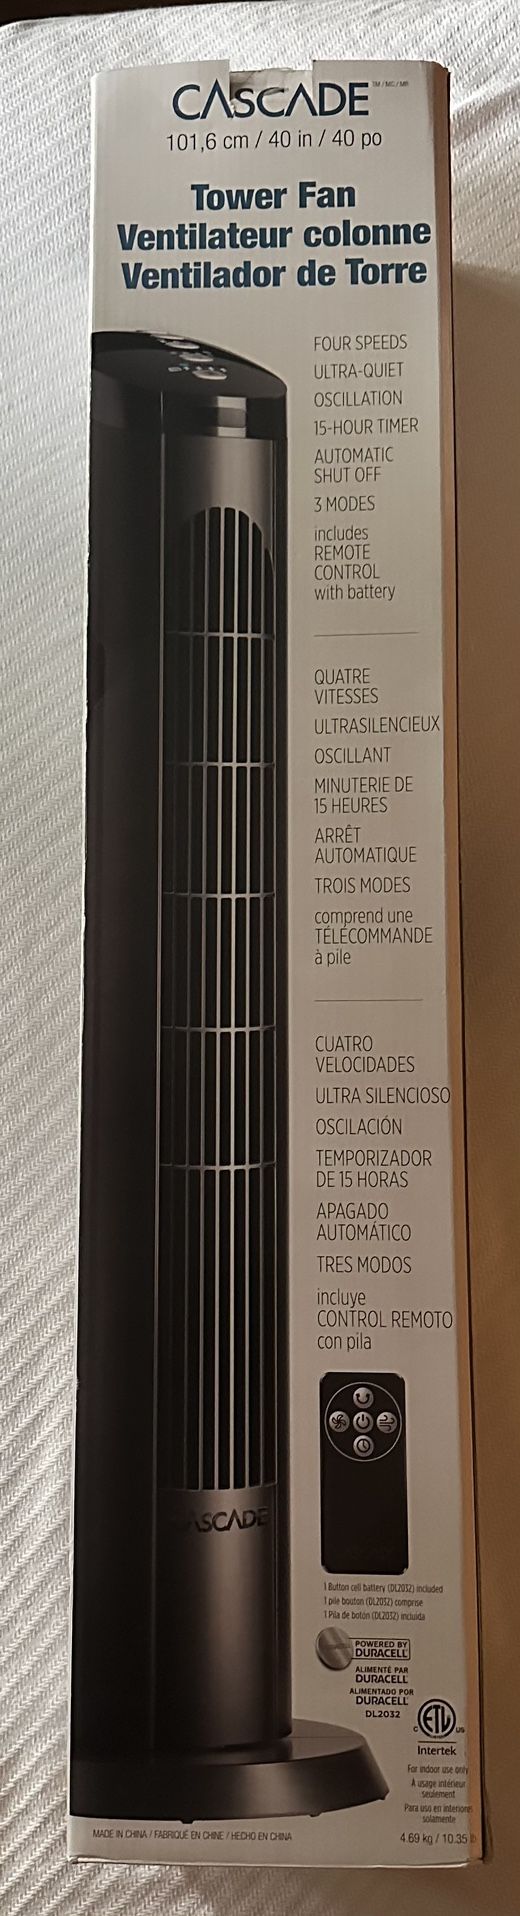 CASCADE TM/MC/MR
101,6 cm / 40 in / 40 po
Tower Fan
Ventilateur colonne
Ventilador de Torre
FOUR SPEEDS
ULTRA-QUIET
OSCILLATION
15-HOUR TIMER
AUTOMATIC
SHUT OFF
3 MODES
includes
REMOTE
CONTROL
with battery
QUATRE
VITESSES
ULTRASILENCIEUX
OSCILLANT
MINUTERIE DE
15 HEURES
ARRÊT
AUTOMATIQUE
TROIS MODES
comprend une
TÉLÉCOMMANDE
à pile
CUATRO
VELOCIDADES
ULTRA SILENCIOSO
OSCILACIÓN
TEMPORIZADOR
DE 15 HORAS
APAGADO
AUTOMÁTICO
TRES MODOS
incluye
CONTROL REMOTO
con pila
CASCADE
1 Button cell battery (DL2032) included
1 pile bouton (DL2032) comprise
1 Pila de botón (DL2032) incluida
POWERED BY
DURACELL
ALIMENTÉ PAR
DURACELL
ALIMENTADO POR
DURACELL
DL2032
C ETL US
Intertek
For indoor use only
À usage intérieur
seulement
Para uso en interiores
solamente
MADE IN CHINA / FABRIQUÉ EN CHINE / HECHO EN CHINA
4.69 kg / 10.35 lb